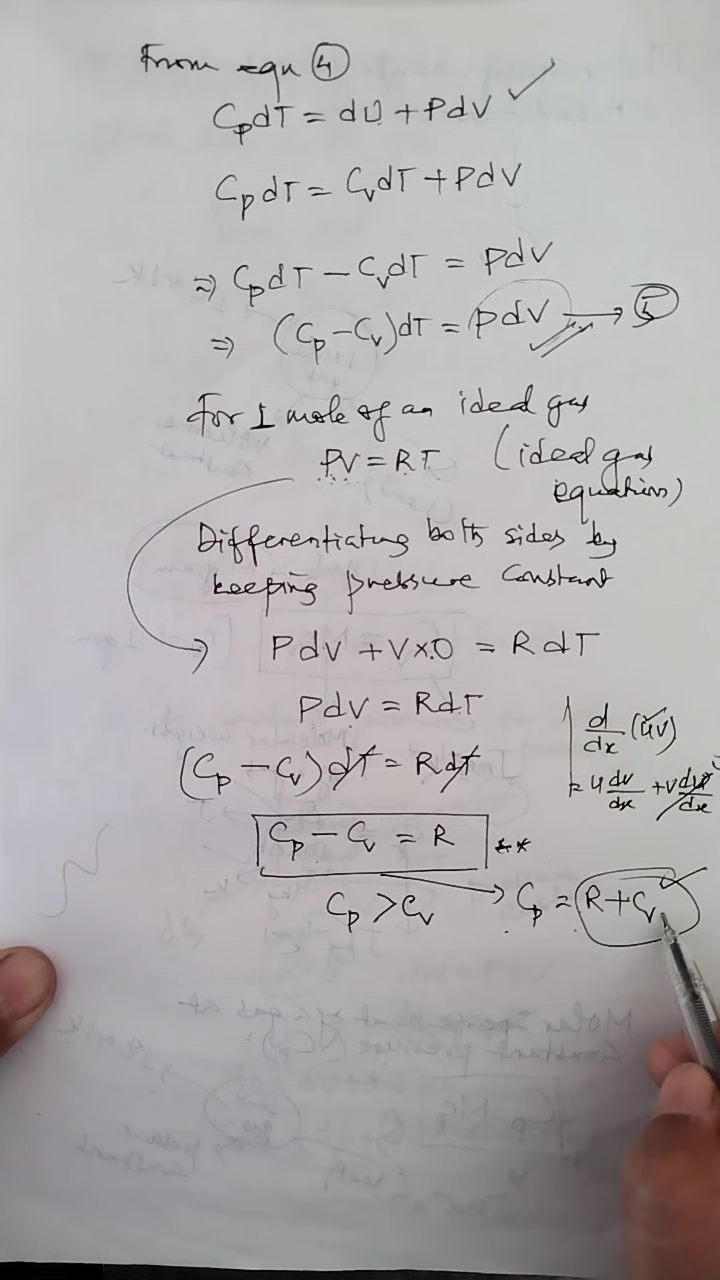 From equ ④
CpdT = dU + PdV ✓
CpdT = CvdT + PdV
⇒ CpdT − CvdT = PdV
⇒ (Cp − Cv)dT = PdV → ⑤
For 1 mole of an ideal gas
PV = RT (ideal gas
equation)
Differentiating both sides by
keeping pressure constant
PdV + V×0 = RdT
PdV = RdT
d/dx (uv)
= u dv/dx + v du/dx
(Cp − Cv) dT = RdT
Cp − Cv = R **
Cp > Cv → Cp = R + Cv ✓